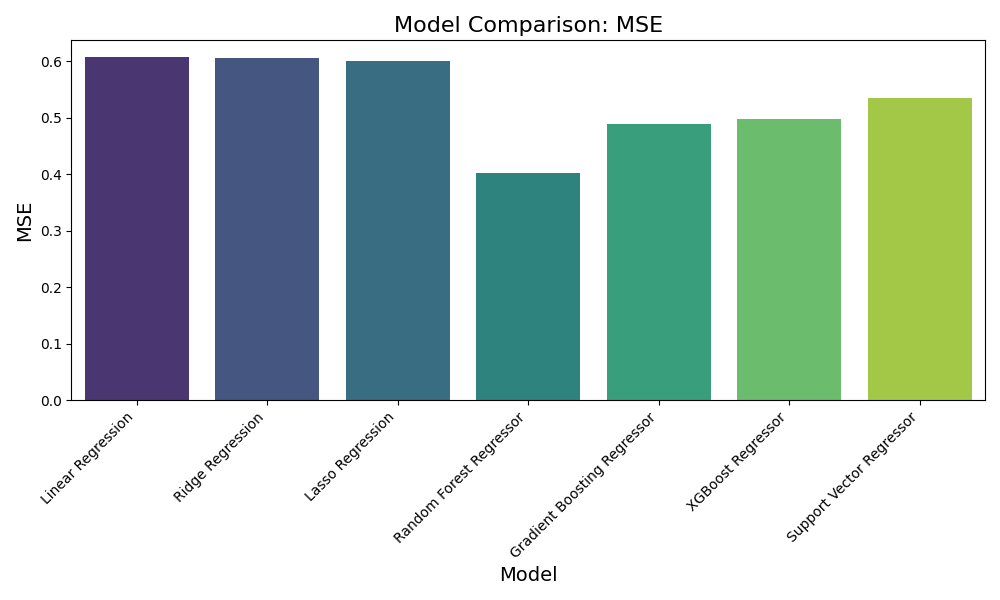 Model Comparison: MSE
MSE
0.6
0.5
0.4
0.3
0.2
0.1
0.0
Linear Regression
Ridge Regression
Lasso Regression
Random Forest Regressor
Gradient Boosting Regressor
XGBoost Regressor
Support Vector Regressor
Model